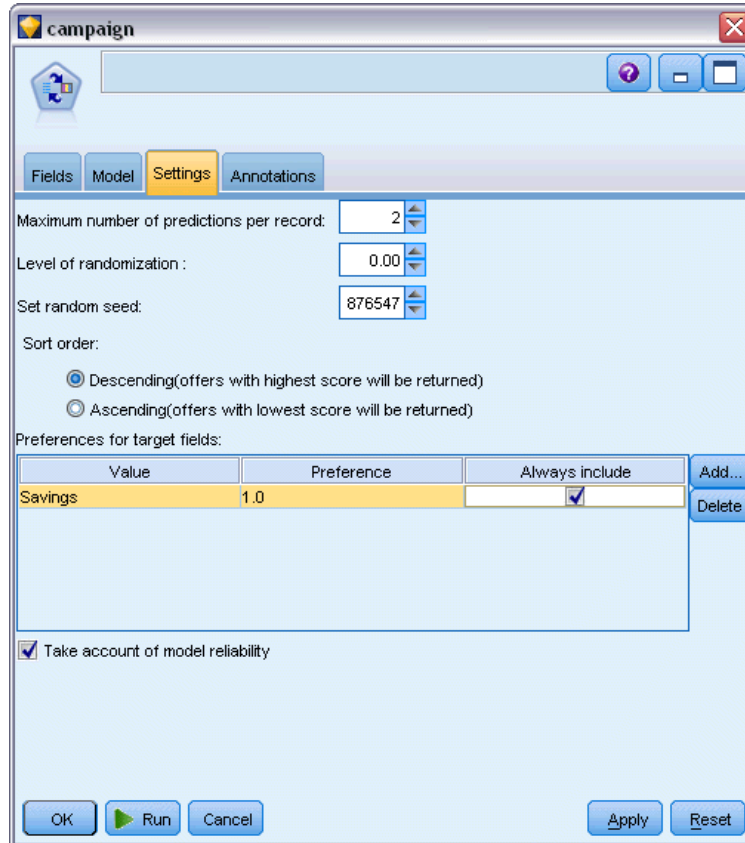 campaign
Fields Model Settings Annotations
Maximum number of predictions per record: 2
Level of randomization : 0.00
Set random seed: 876547
Sort order:
Descending(offers with highest score will be returned)
Ascending(offers with lowest score will be returned)
Preferences for target fields:
Value Preference Always include Add...
Savings 1.0 Delete
Take account of model reliability
OK Run Cancel Apply Reset